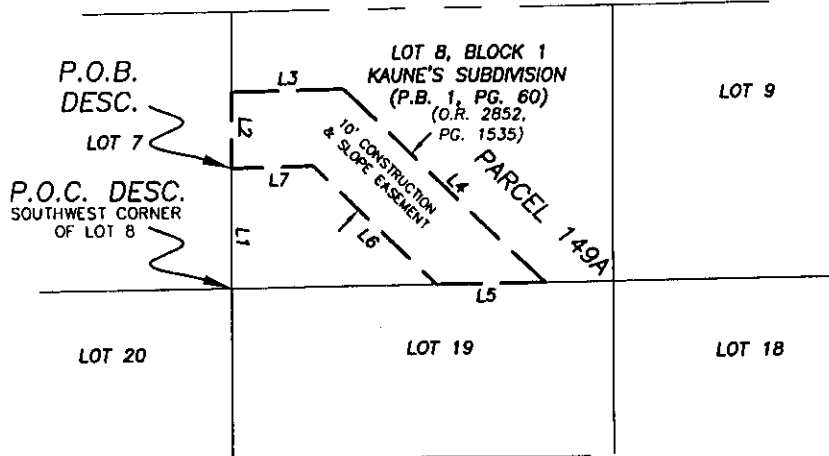 P.O.B.
DESC.
LOT 7
P.O.C. DESC.
SOUTHWEST CORNER
OF LOT 8
L3
L2
L7
L1
LOT 8, BLOCK 1
KAUNE'S SUBDIVISION
(P.B. 1, PG. 60)
(O.R. 2852,
PG. 1535)
LOT 9
10' CONSTRUCTION
& SLOPE EASEMENT
L4
PARCEL 149A
L6
L5
LOT 20
LOT 19
LOT 18